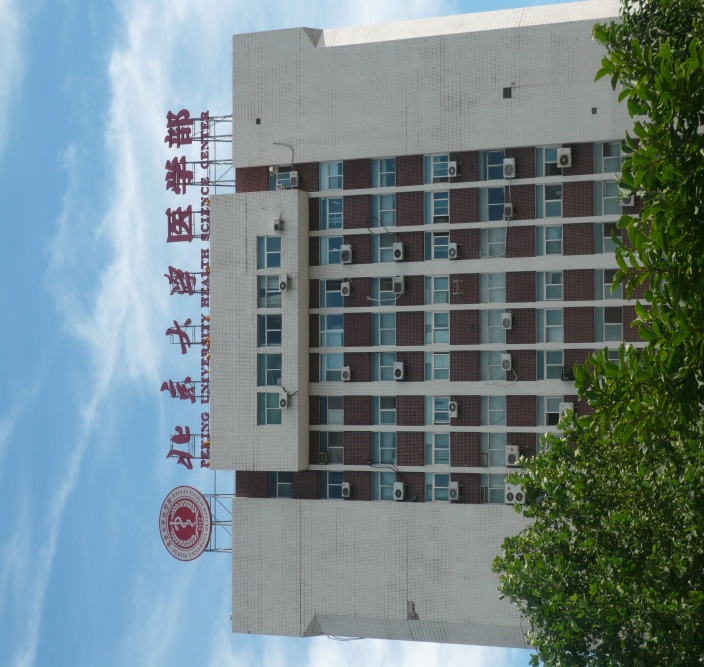 北京大学医学部
PEKING UNIVERSITY HEALTH SCIENCE CENTER